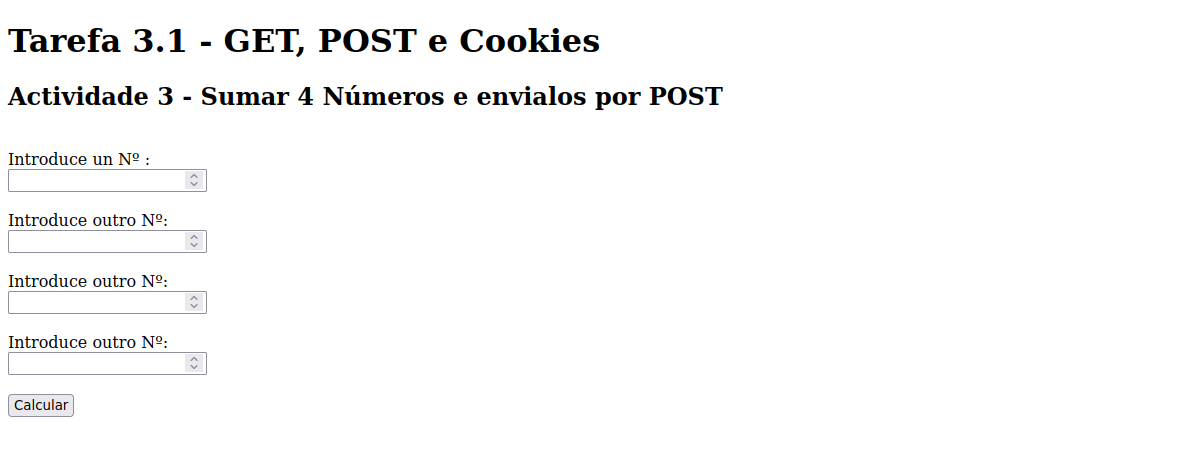 Tarefa 3.1 - GET, POST e Cookies
Actividade 3 - Sumar 4 Números e envialos por POST
Introduce un Nº :
Introduce outro Nº:
Introduce outro Nº:
Introduce outro Nº:
Calcular